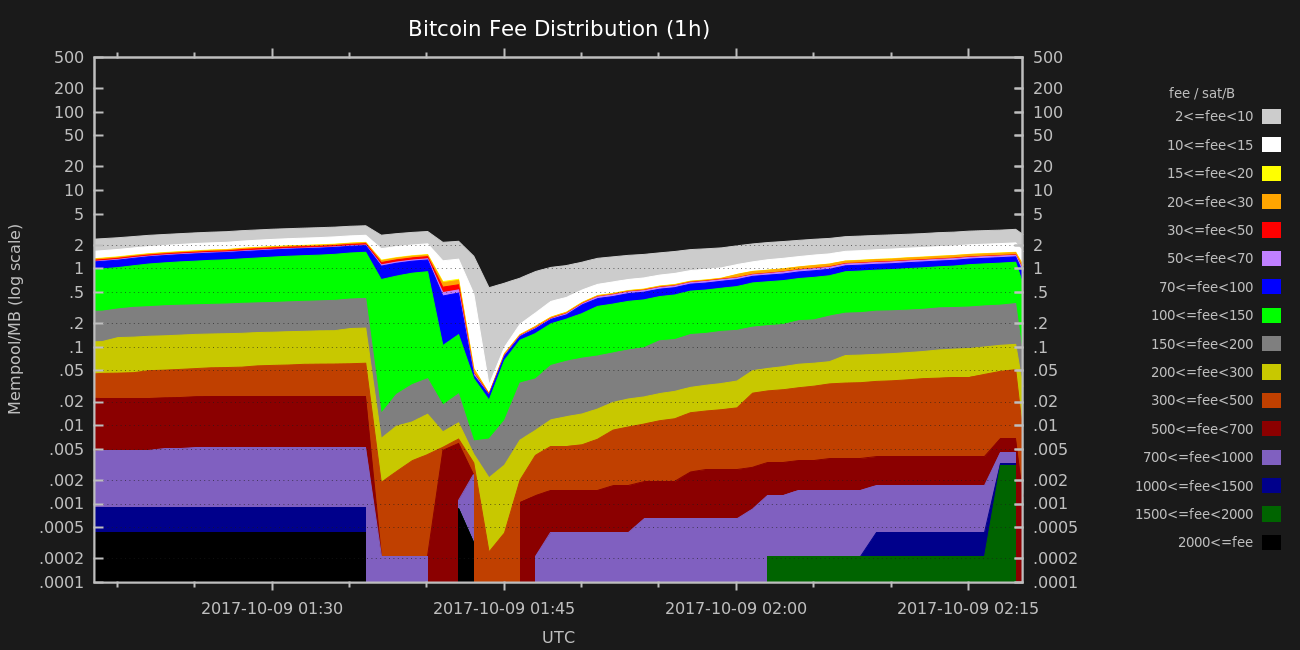 Bitcoin Fee Distribution (1h)
500
200
100
50
20
10
5
2
1
.5
.2
.1
.05
.02
.01
.005
.002
.001
.0005
.0002
.0001
Mempool/MB (log scale)
500
200
100
50
20
10
5
2
1
.5
.2
.1
.05
.02
.01
.005
.002
.001
.0005
.0002
.0001
2017-10-09 01:30
2017-10-09 01:45
2017-10-09 02:00
2017-10-09 02:15
UTC
fee / sat/B
2<=fee<10
10<=fee<15
15<=fee<20
20<=fee<30
30<=fee<50
50<=fee<70
70<=fee<100
100<=fee<150
150<=fee<200
200<=fee<300
300<=fee<500
500<=fee<700
700<=fee<1000
1000<=fee<1500
1500<=fee<2000
2000<=fee